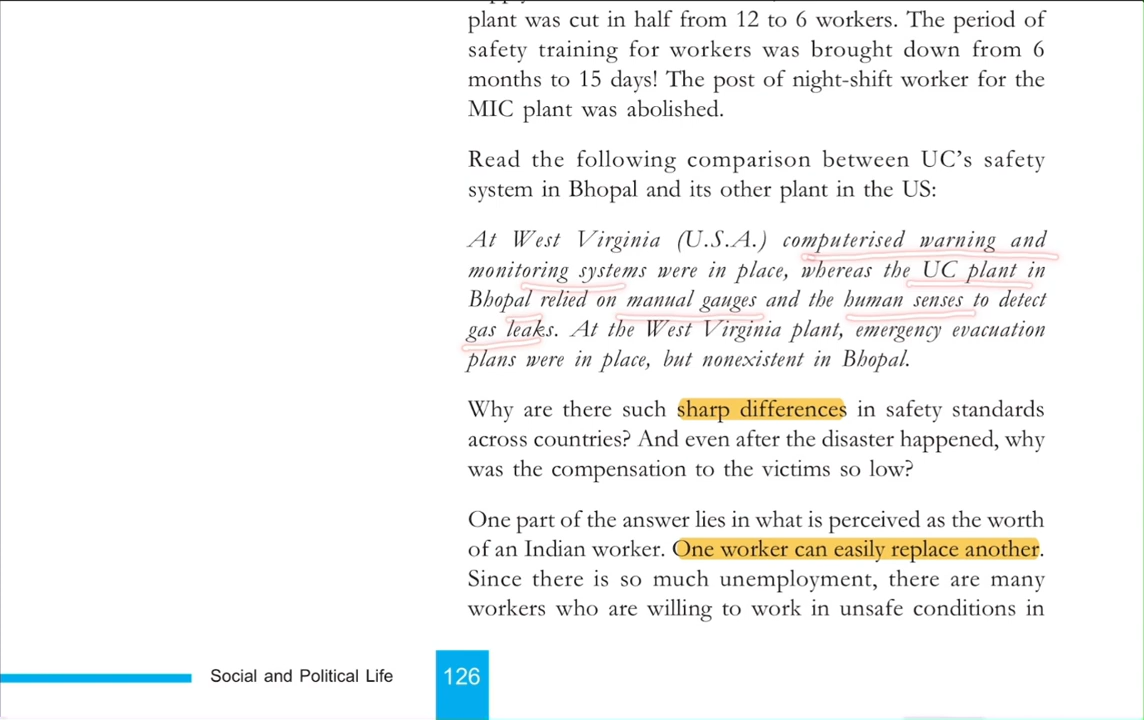 plant was cut in half from 12 to 6 workers. The period of
safety training for workers was brought down from 6
months to 15 days! The post of night-shift worker for the
MIC plant was abolished.
Read the following comparison between UC's safety
system in Bhopal and its other plant in the US:
At West Virginia (U.S.A.) computerised warning and
monitoring systems were in place, whereas the UC plant in
Bhopal relied on manual gauges and the human senses to detect
gas leaks. At the West Virginia plant, emergency evacuation
plans were in place, but nonexistent in Bhopal.
Why are there such sharp differences in safety standards
across countries? And even after the disaster happened, why
was the compensation to the victims so low?
One part of the answer lies in what is perceived as the worth
of an Indian worker. One worker can easily replace another.
Since there is so much unemployment, there are many
workers who are willing to work in unsafe conditions in
Social and Political Life 126